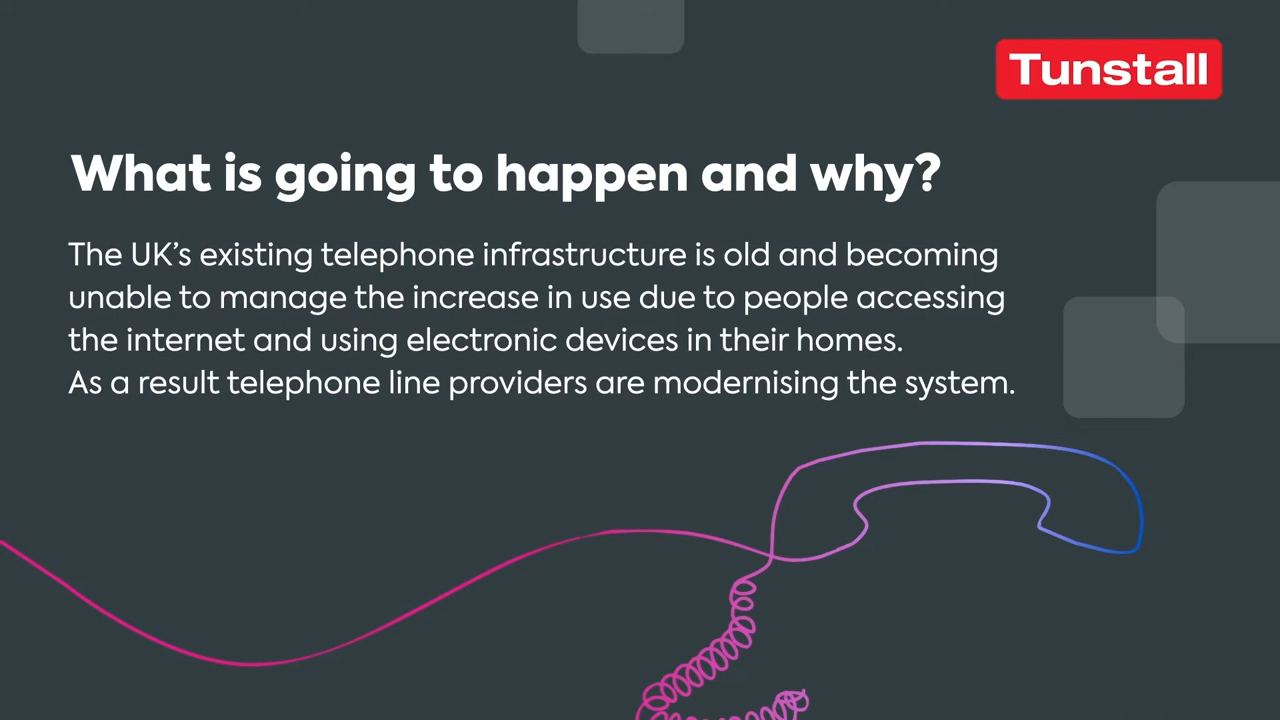 Tunstall
What is going to happen and why?
The UK’s existing telephone infrastructure is old and becoming
unable to manage the increase in use due to people accessing
the internet and using electronic devices in their homes.
As a result telephone line providers are modernising the system.